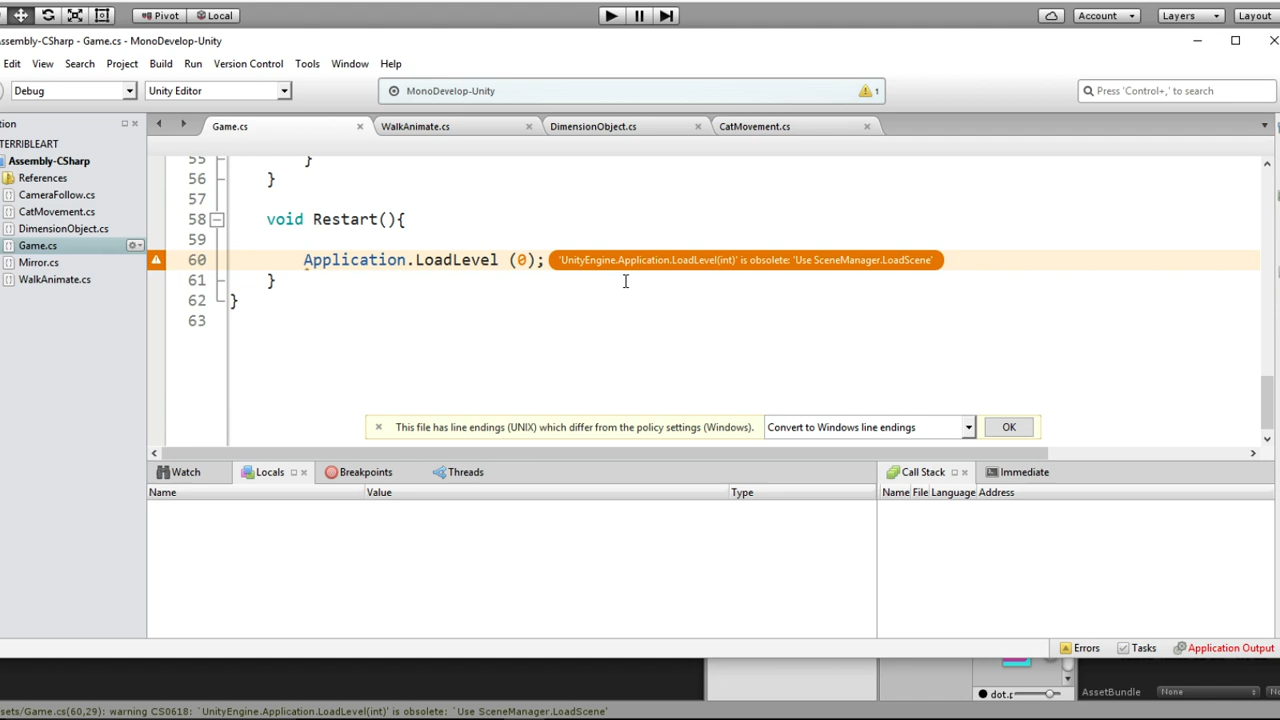 Pivot Local Account Layers Layout
Assembly-CSharp - Game.cs - MonoDevelop-Unity
Edit View Search Project Build Run Version Control Tools Window Help
Debug Unity Editor MonoDevelop-Unity 1 Press 'Control+,' to search
tion
Game.cs WalkAnimate.cs DimensionObject.cs CatMovement.cs
TERRIBLEART
Assembly-CSharp
References
CameraFollow.cs
CatMovement.cs
DimensionObject.cs
Game.cs
Mirror.cs
WalkAnimate.cs
55 }
56 }
57
58 void Restart(){
59
60 Application.LoadLevel (0); 'UnityEngine.Application.LoadLevel(int)' is obsolete: 'Use SceneManager.LoadScene'
61 }
62 }
63
This file has line endings (UNIX) which differ from the policy settings (Windows). Convert to Windows line endings OK
Watch Locals Breakpoints Threads Call Stack Immediate
Name Value Type Name File Language Address
Errors Tasks Application Output
dot.p AssetBundle None
sets/Game.cs(60,29): warning CS0618: `UnityEngine.Application.LoadLevel(int)' is obsolete: `Use SceneManager.LoadScene'